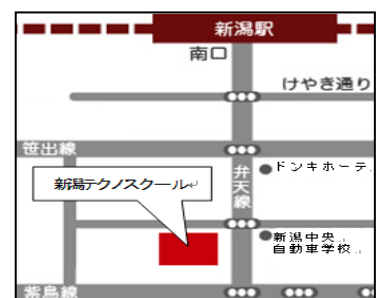 新潟駅
南口
けやき通り
笹出線
弁天線
ドンキホーテ
新潟テクノスクール
新潟中央
自動車学校
紫鳥線